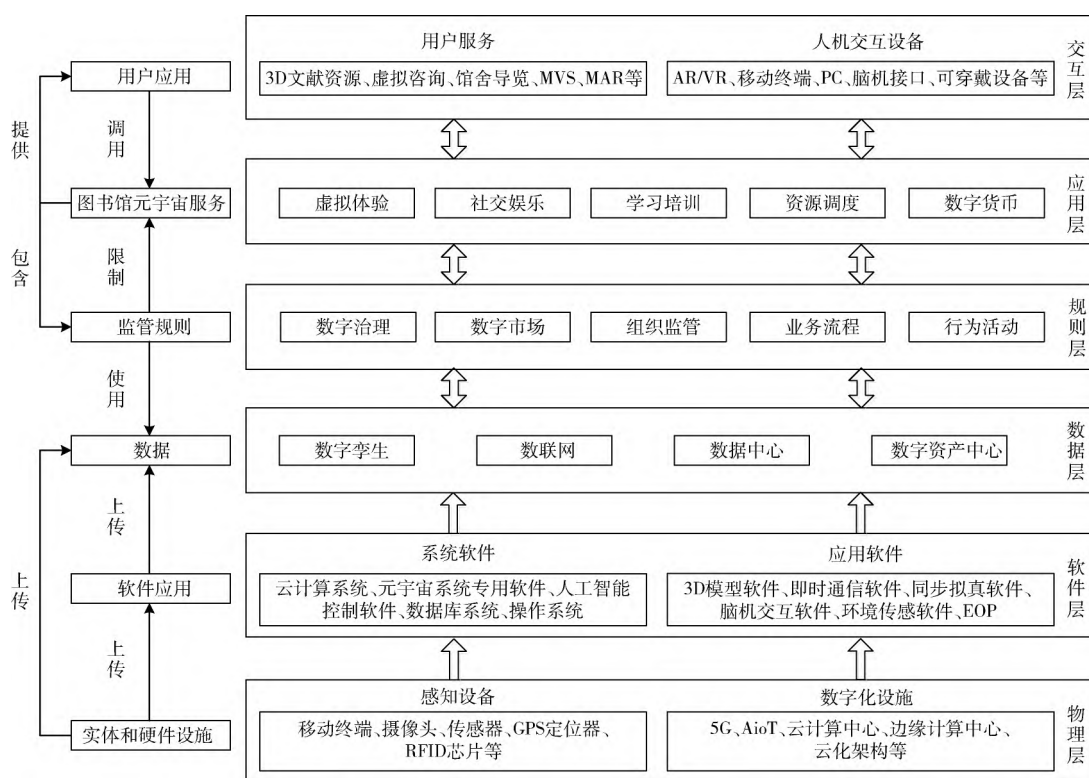 用户应用
提供
调用
图书馆元宇宙服务
包含
限制
监管规则
使用
数据
上传
上传
软件应用
上传
实体和硬件设施
用户服务
3D文献资源、虚拟咨询、馆舍导览、MVS、MAR等
人机交互设备
AR/VR、移动终端、PC、脑机接口、可穿戴设备等
交互层
虚拟体验
社交娱乐
学习培训
资源调度
数字货币
应用层
数字治理
数字市场
组织监管
业务流程
行为活动
规则层
数字孪生
数联网
数据中心
数字资产中心
数据层
系统软件
云计算系统、元宇宙系统专用软件、人工智能
控制软件、数据库系统、操作系统
应用软件
3D模型软件、即时通信软件、同步拟真软件、
脑机交互软件、环境传感软件、EOP
软件层
感知设备
移动终端、摄像头、传感器、GPS定位器、
RFID芯片等
数字化设施
5G、AioT、云计算中心、边缘计算中心、
云化架构等
物理层